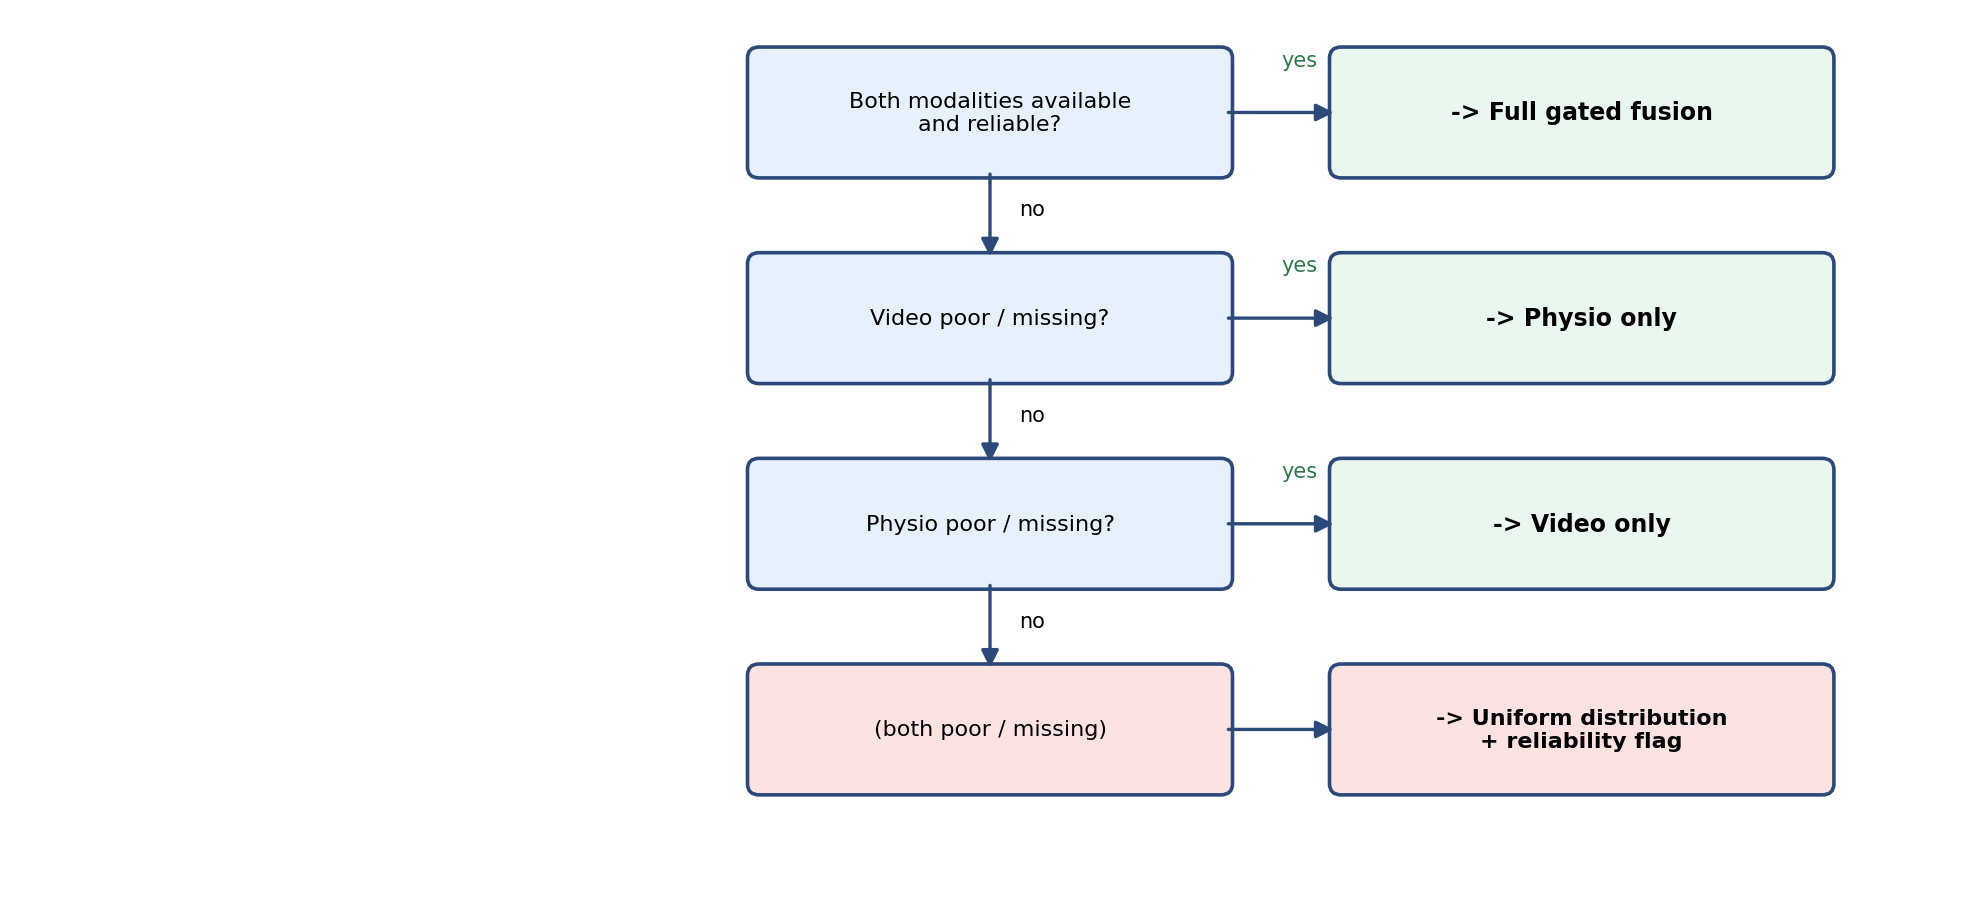 Both modalities available
and reliable?
yes
-> Full gated fusion
no
Video poor / missing?
yes
-> Physio only
no
Physio poor / missing?
yes
-> Video only
no
(both poor / missing)
-> Uniform distribution
+ reliability flag